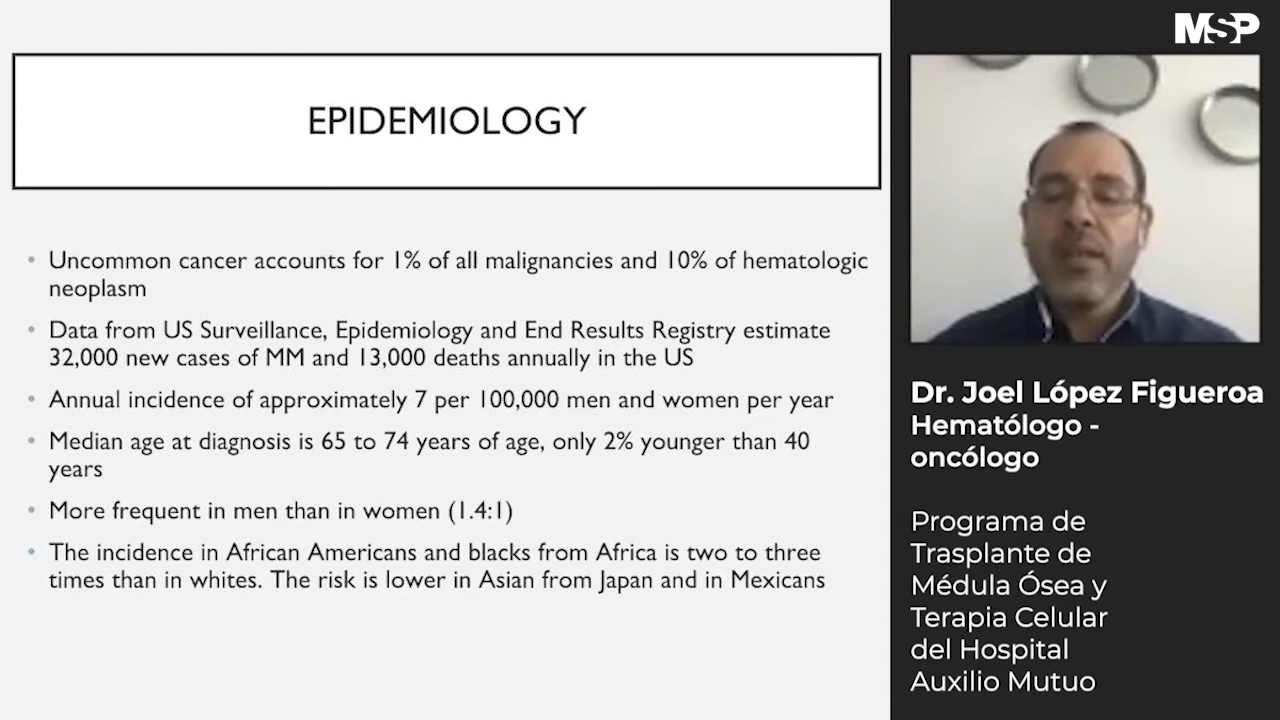 MSP
EPIDEMIOLOGY
• Uncommon cancer accounts for 1% of all malignancies and 10% of hematologic
neoplasm
• Data from US Surveillance, Epidemiology and End Results Registry estimate
32,000 new cases of MM and 13,000 deaths annually in the US
• Annual incidence of approximately 7 per 100,000 men and women per year
• Median age at diagnosis is 65 to 74 years of age, only 2% younger than 40
years
• More frequent in men than in women (1.4:1)
• The incidence in African Americans and blacks from Africa is two to three
times than in whites. The risk is lower in Asian from Japan and in Mexicans
Dr. Joel López Figueroa
Hematólogo -
oncólogo
Programa de
Trasplante de
Médula Ósea y
Terapia Celular
del Hospital
Auxilio Mutuo